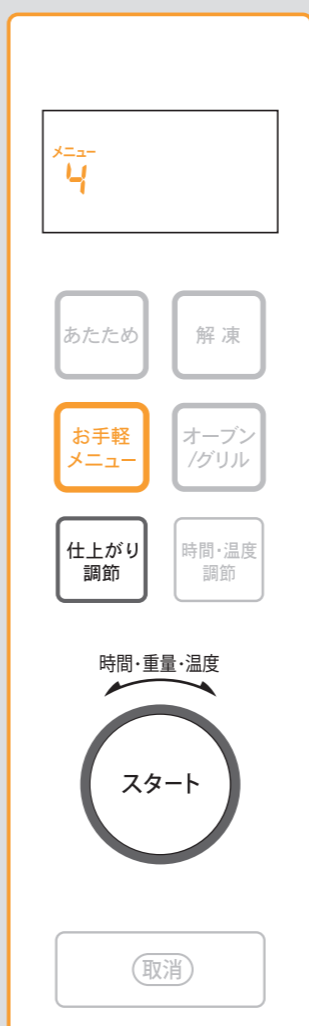 メニュー
4
あたため
解凍
お手軽
メニュー
オーブン
/グリル
仕上がり
調節
時間・温度
調節
時間・重量・温度
スタート
取消